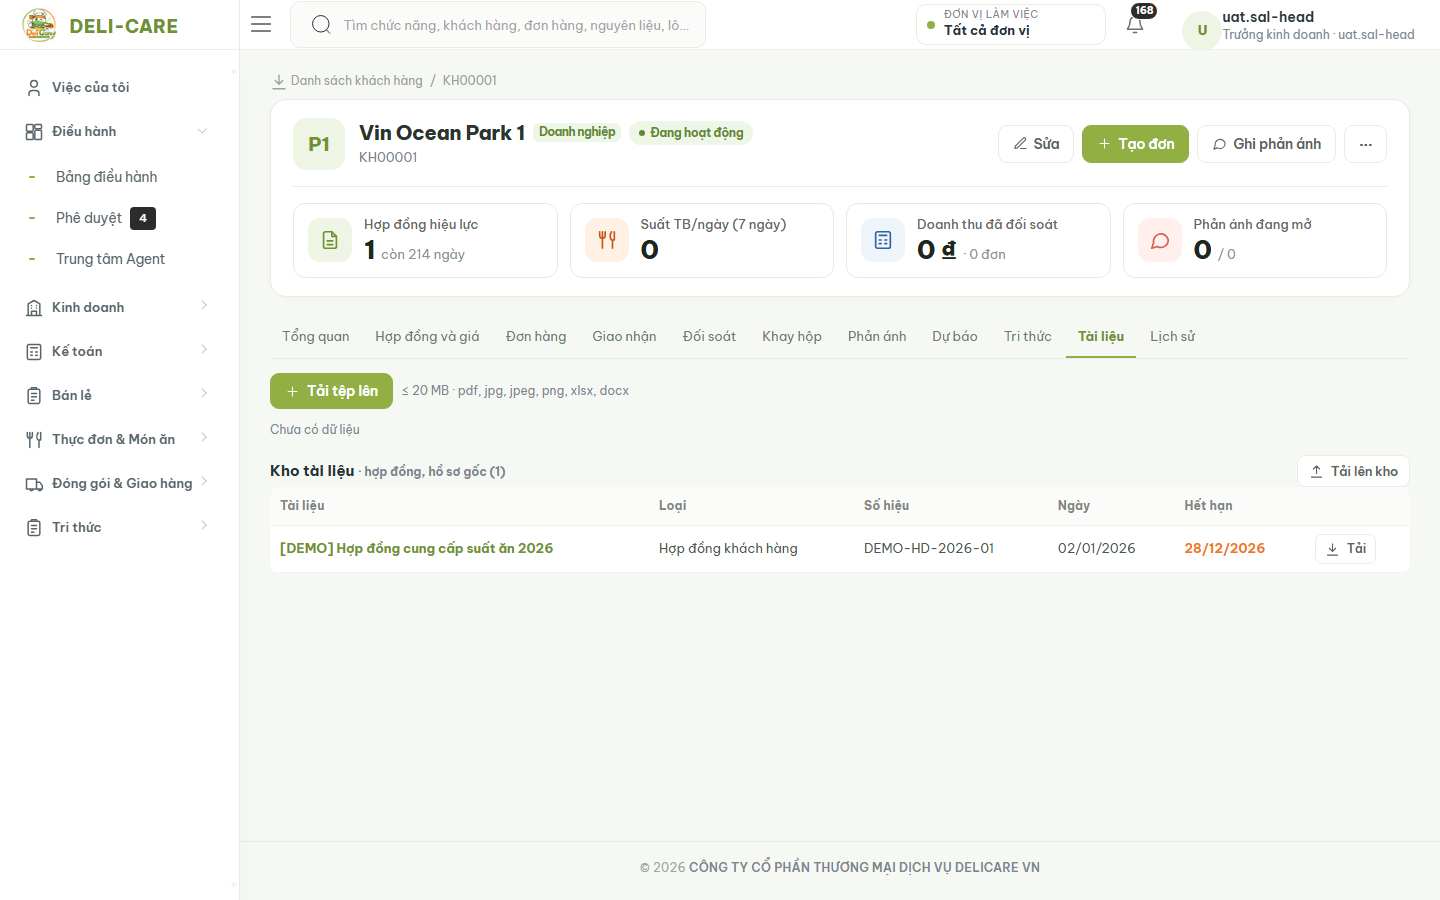 DELI-CARE
Tìm chức năng, khách hàng, đơn hàng, nguyên liệu, lô...
ĐƠN VỊ LÀM VIỆC
Tất cả đơn vị
168
U
uat.sal-head
Trưởng kinh doanh · uat.sal-head
Việc của tôi
Điều hành
Bảng điều hành
Phê duyệt 4
Trung tâm Agent
Kinh doanh
Kế toán
Bán lẻ
Thực đơn & Món ăn
Đóng gói & Giao hàng
Tri thức
Danh sách khách hàng / KH00001
P1
Vin Ocean Park 1 Doanh nghiệp Đang hoạt động
KH00001
Sửa
Tạo đơn
Ghi phản ánh
...
Hợp đồng hiệu lực
1 còn 214 ngày
Suất TB/ngày (7 ngày)
0
Doanh thu đã đối soát
0 đ · 0 đơn
Phản ánh đang mở
0 / 0
Tổng quan Hợp đồng và giá Đơn hàng Giao nhận Đối soát Khay hộp Phản ánh Dự báo Tri thức Tài liệu Lịch sử
Tải tệp lên ≤ 20 MB · pdf, jpg, jpeg, png, xlsx, docx
Chưa có dữ liệu
Kho tài liệu · hợp đồng, hồ sơ gốc (1)
Tải lên kho
Tài liệu Loại Số hiệu Ngày Hết hạn
[DEMO] Hợp đồng cung cấp suất ăn 2026 Hợp đồng khách hàng DEMO-HD-2026-01 02/01/2026 28/12/2026 Tải
© 2026 CÔNG TY CỔ PHẦN THƯƠNG MẠI DỊCH VỤ DELICARE VN